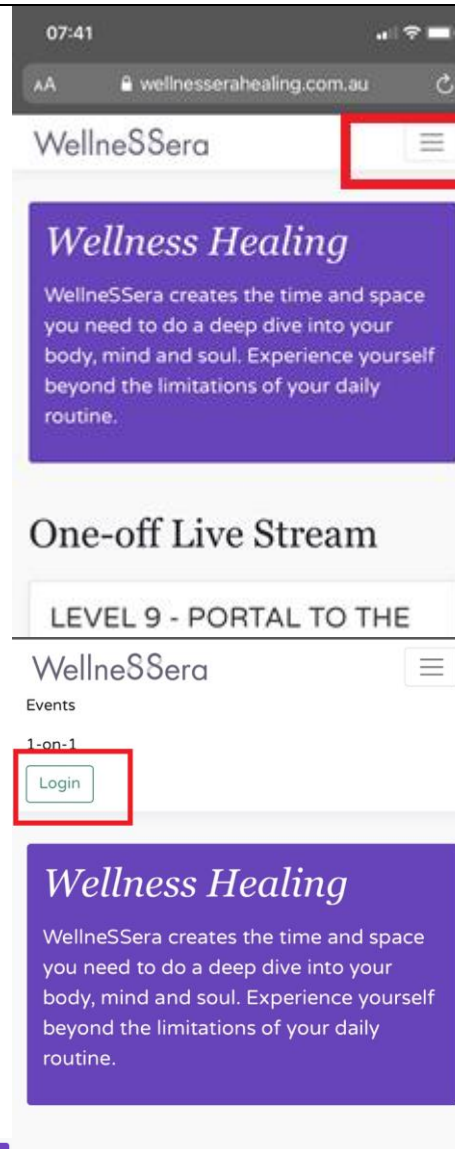 07:41
AA wellnesserahealing.com.au
WellneSSera
Wellness Healing
WellneSSera creates the time and space
you need to do a deep dive into your
body, mind and soul. Experience yourself
beyond the limitations of your daily
routine.
One-off Live Stream
LEVEL 9 - PORTAL TO THE
WellneSSera
Events
1-on-1
Login
Wellness Healing
WellneSSera creates the time and space
you need to do a deep dive into your
body, mind and soul. Experience yourself
beyond the limitations of your daily
routine.